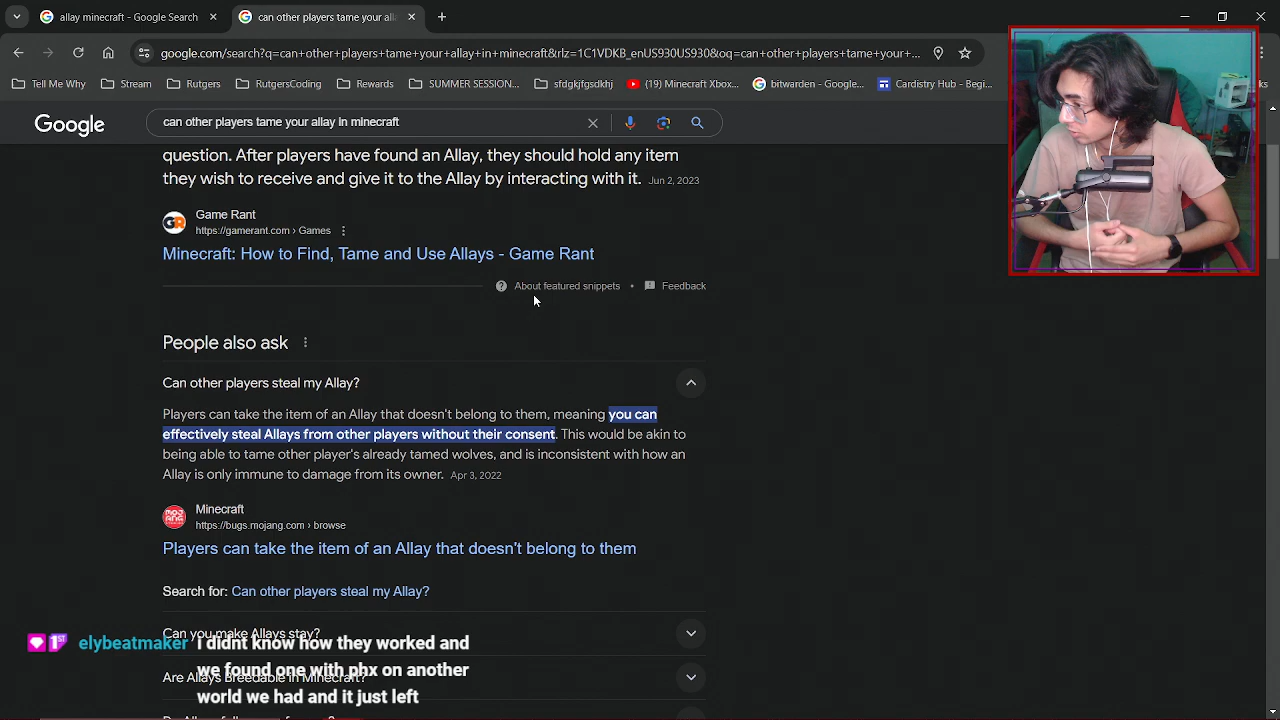 allay minecraft - Google Search
can other players tame your alla
google.com/search?q=can+other+players+tame+your+allay+in+minecraft&rlz=1C1VDKB_enUS930US930&oq=can+other+players+tame+your+...
Tell Me Why
Stream
Rutgers
RutgersCoding
Rewards
SUMMER SESSION...
sfdgkjfgsdkhj
(19) Minecraft Xbox...
bitwarden - Google...
Cardistry Hub - Begi...
Google
can other players tame your allay in minecraft
question. After players have found an Allay, they should hold any item
they wish to receive and give it to the Allay by interacting with it. Jun 2, 2023
GR
Game Rant
https://gamerant.com › Games
Minecraft: How to Find, Tame and Use Allays - Game Rant
About featured snippets • Feedback
People also ask
Can other players steal my Allay?
Players can take the item of an Allay that doesn't belong to them, meaning you can
effectively steal Allays from other players without their consent. This would be akin to
being able to tame other player's already tamed wolves, and is inconsistent with how an
Allay is only immune to damage from its owner. Apr 3, 2022
Minecraft
https://bugs.mojang.com › browse
Players can take the item of an Allay that doesn't belong to them
Search for: Can other players steal my Allay?
Can you make Allays stay?
Are Allays breedable in Minecraft?
1ST elybeatmaker i didnt know how they worked and
we found one with phx on another
world we had and it just left